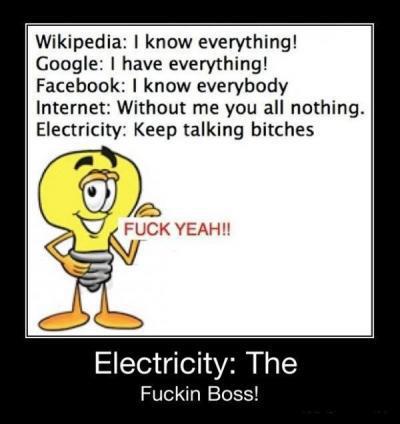 Wikipedia: I know everything!
Google: I have everything!
Facebook: I know everybody
Internet: Without me you all nothing.
Electricity: Keep talking bitches
FUCK YEAH!!
Electricity: The
Fuckin Boss!